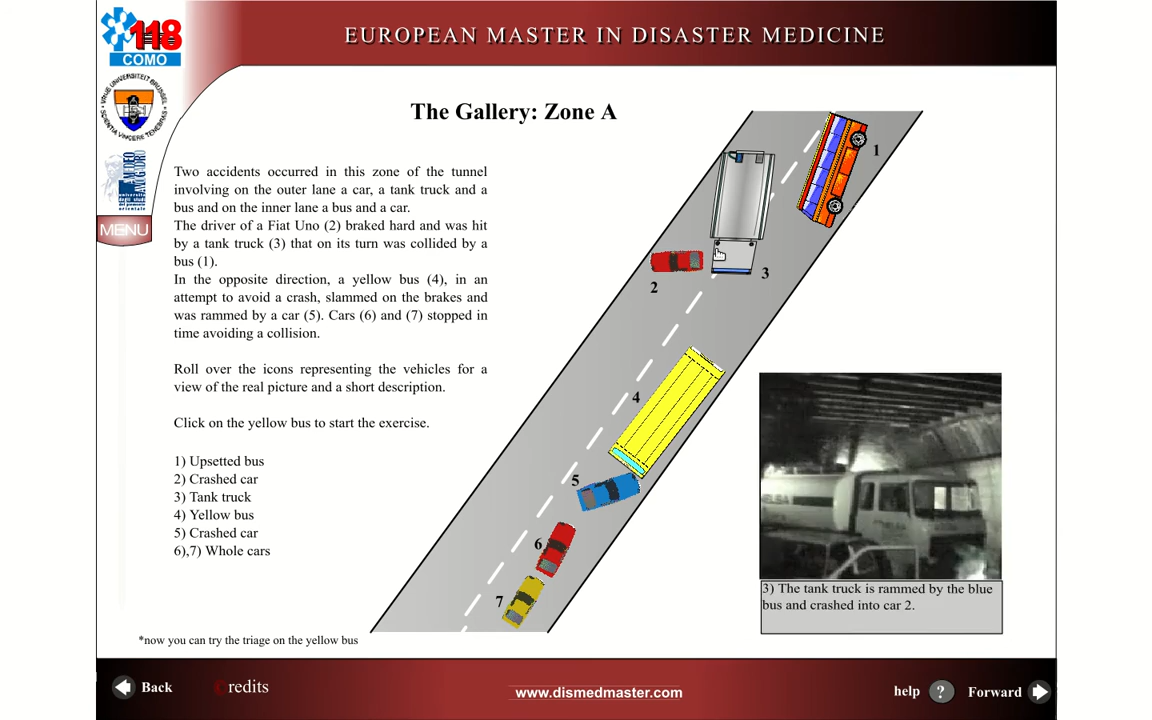 118
COMO
EUROPEAN MASTER IN DISASTER MEDICINE
The Gallery: Zone A
MENU
Two accidents occurred in this zone of the tunnel
involving on the outer lane a car, a tank truck and a
bus and on the inner lane a bus and a car.
The driver of a Fiat Uno (2) braked hard and was hit
by a tank truck (3) that on its turn was collided by a
bus (1).
In the opposite direction, a yellow bus (4), in an
attempt to avoid a crash, slammed on the brakes and
was rammed by a car (5). Cars (6) and (7) stopped in
time avoiding a collision.
Roll over the icons representing the vehicles for a
view of the real picture and a short description.
Click on the yellow bus to start the exercise.
1) Upsetted bus
2) Crashed car
3) Tank truck
4) Yellow bus
5) Crashed car
6),7) Whole cars
*now you can try the triage on the yellow bus
1
2
3
4
5
6
7
3) The tank truck is rammed by the blue
bus and crashed into car 2.
Back
Credits
www.dismedmaster.com
help
?
Forward